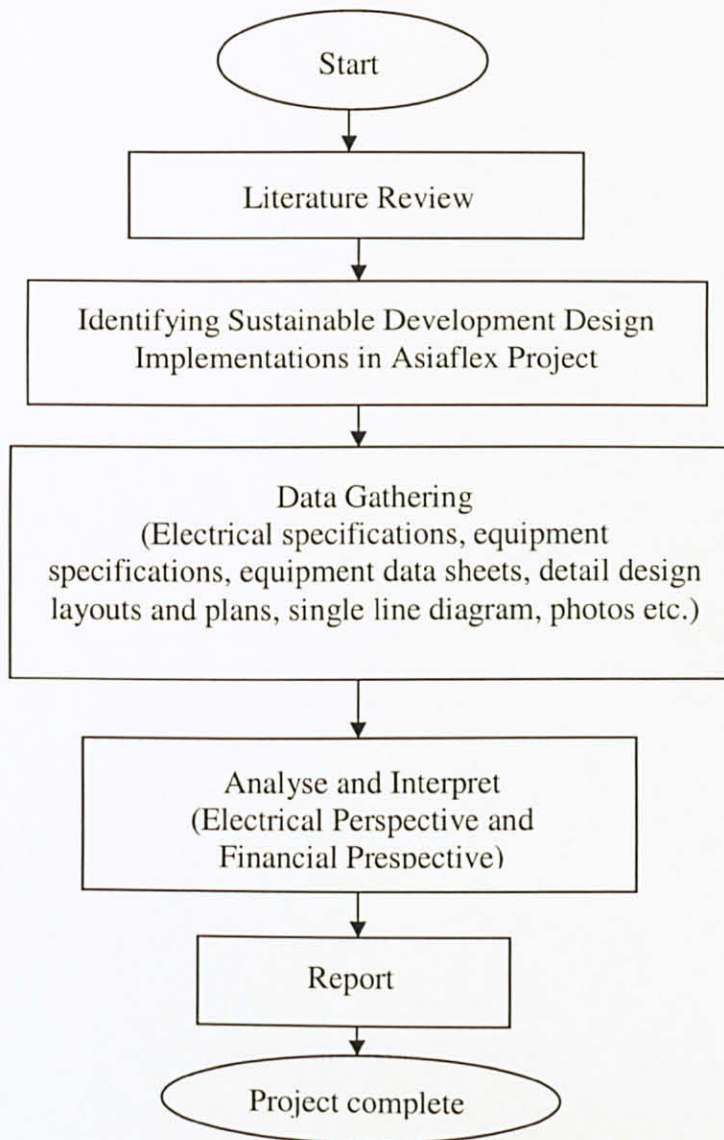 Start
Literature Review
Identifying Sustainable Development Design
Implementations in Asiaflex Project
Data Gathering
(Electrical specifications, equipment
specifications, equipment data sheets, detail design
layouts and plans, single line diagram, photos etc.)
Analyse and Interpret
(Electrical Perspective and
Financial Prespective)
Report
Project complete